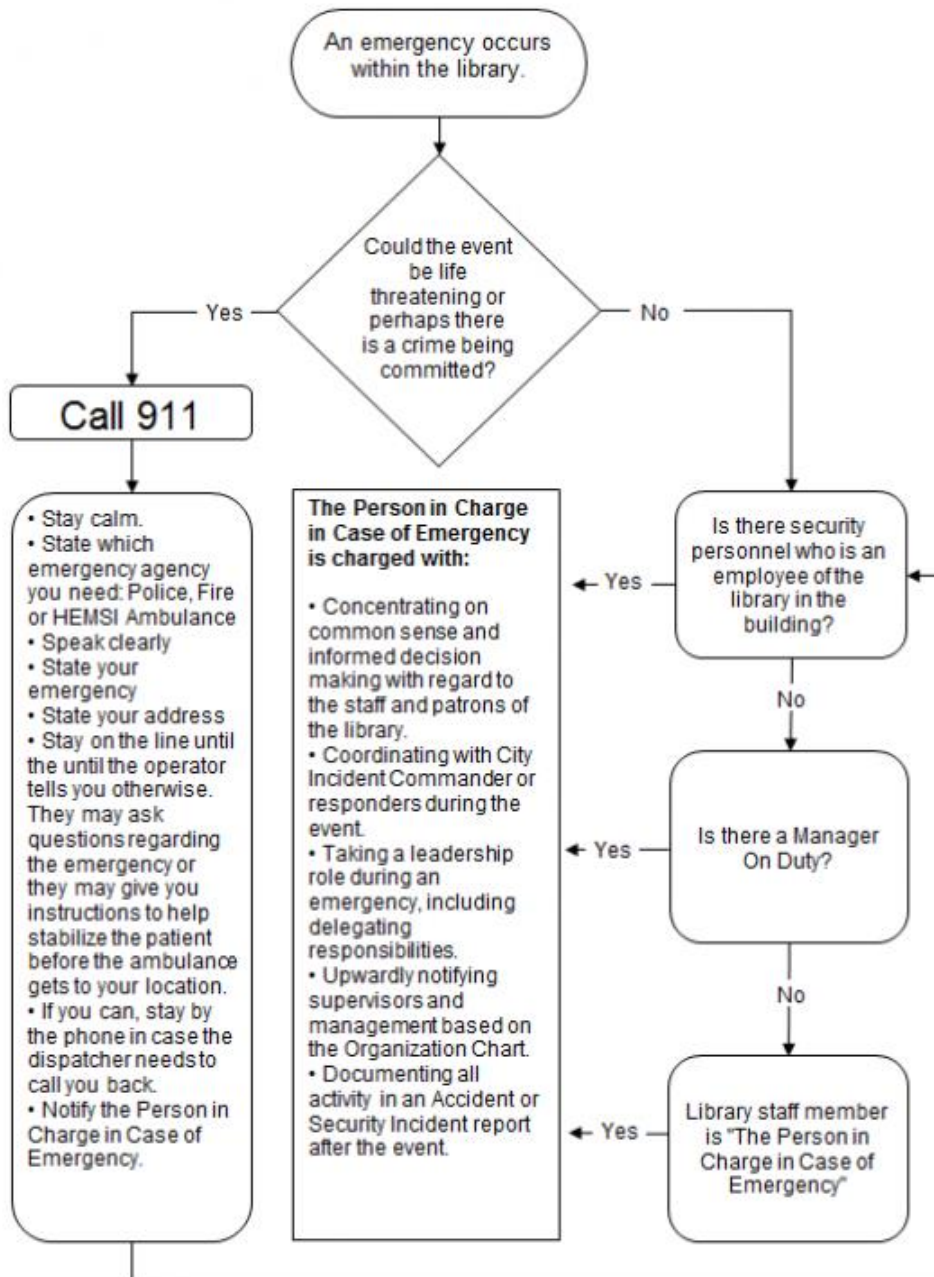 An emergency occurs
within the library.
Could the event
be life
threatening or
perhaps there
is a crime being
committed?
Yes
No
Call 911
• Stay calm.
• State which
emergency agency
you need: Police, Fire
or HEMSI Ambulance
• Speak clearly
• State your
emergency
• State your address
• Stay on the line until
the until the operator
tells you otherwise.
They may ask
questions regarding
the emergency or
they may give you
instructions to help
stabilize the patient
before the ambulance
gets to your location.
• If you can, stay by
the phone in case the
dispatcher needs to
call you back.
• Notify the Person in
Charge in Case of
Emergency.
The Person in Charge
in Case of Emergency
is charged with:
• Concentrating on
common sense and
informed decision
making with regard to
the staff and patrons of
the library.
• Coordinating with City
Incident Commander or
responders during the
event.
• Taking a leadership
role during an
emergency, including
delegating
responsibilities.
• Upwardly notifying
supervisors and
management based on
the Organization Chart.
• Documenting all
activity in an Accident or
Security Incident report
after the event.
Is there security
personnel who is an
employee of the
library in the
building?
Yes
No
Is there a Manager
On Duty?
Yes
No
Library staff member
is "The Person in
Charge in Case of
Emergency"
Yes